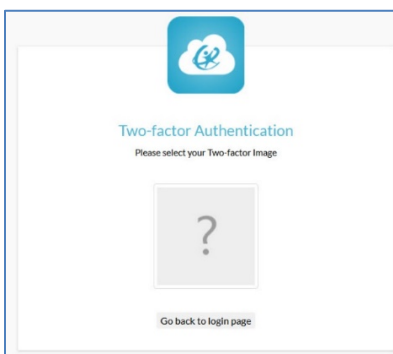 Two-factor Authentication
Please select your Two-factor Image
?
Go back to login page